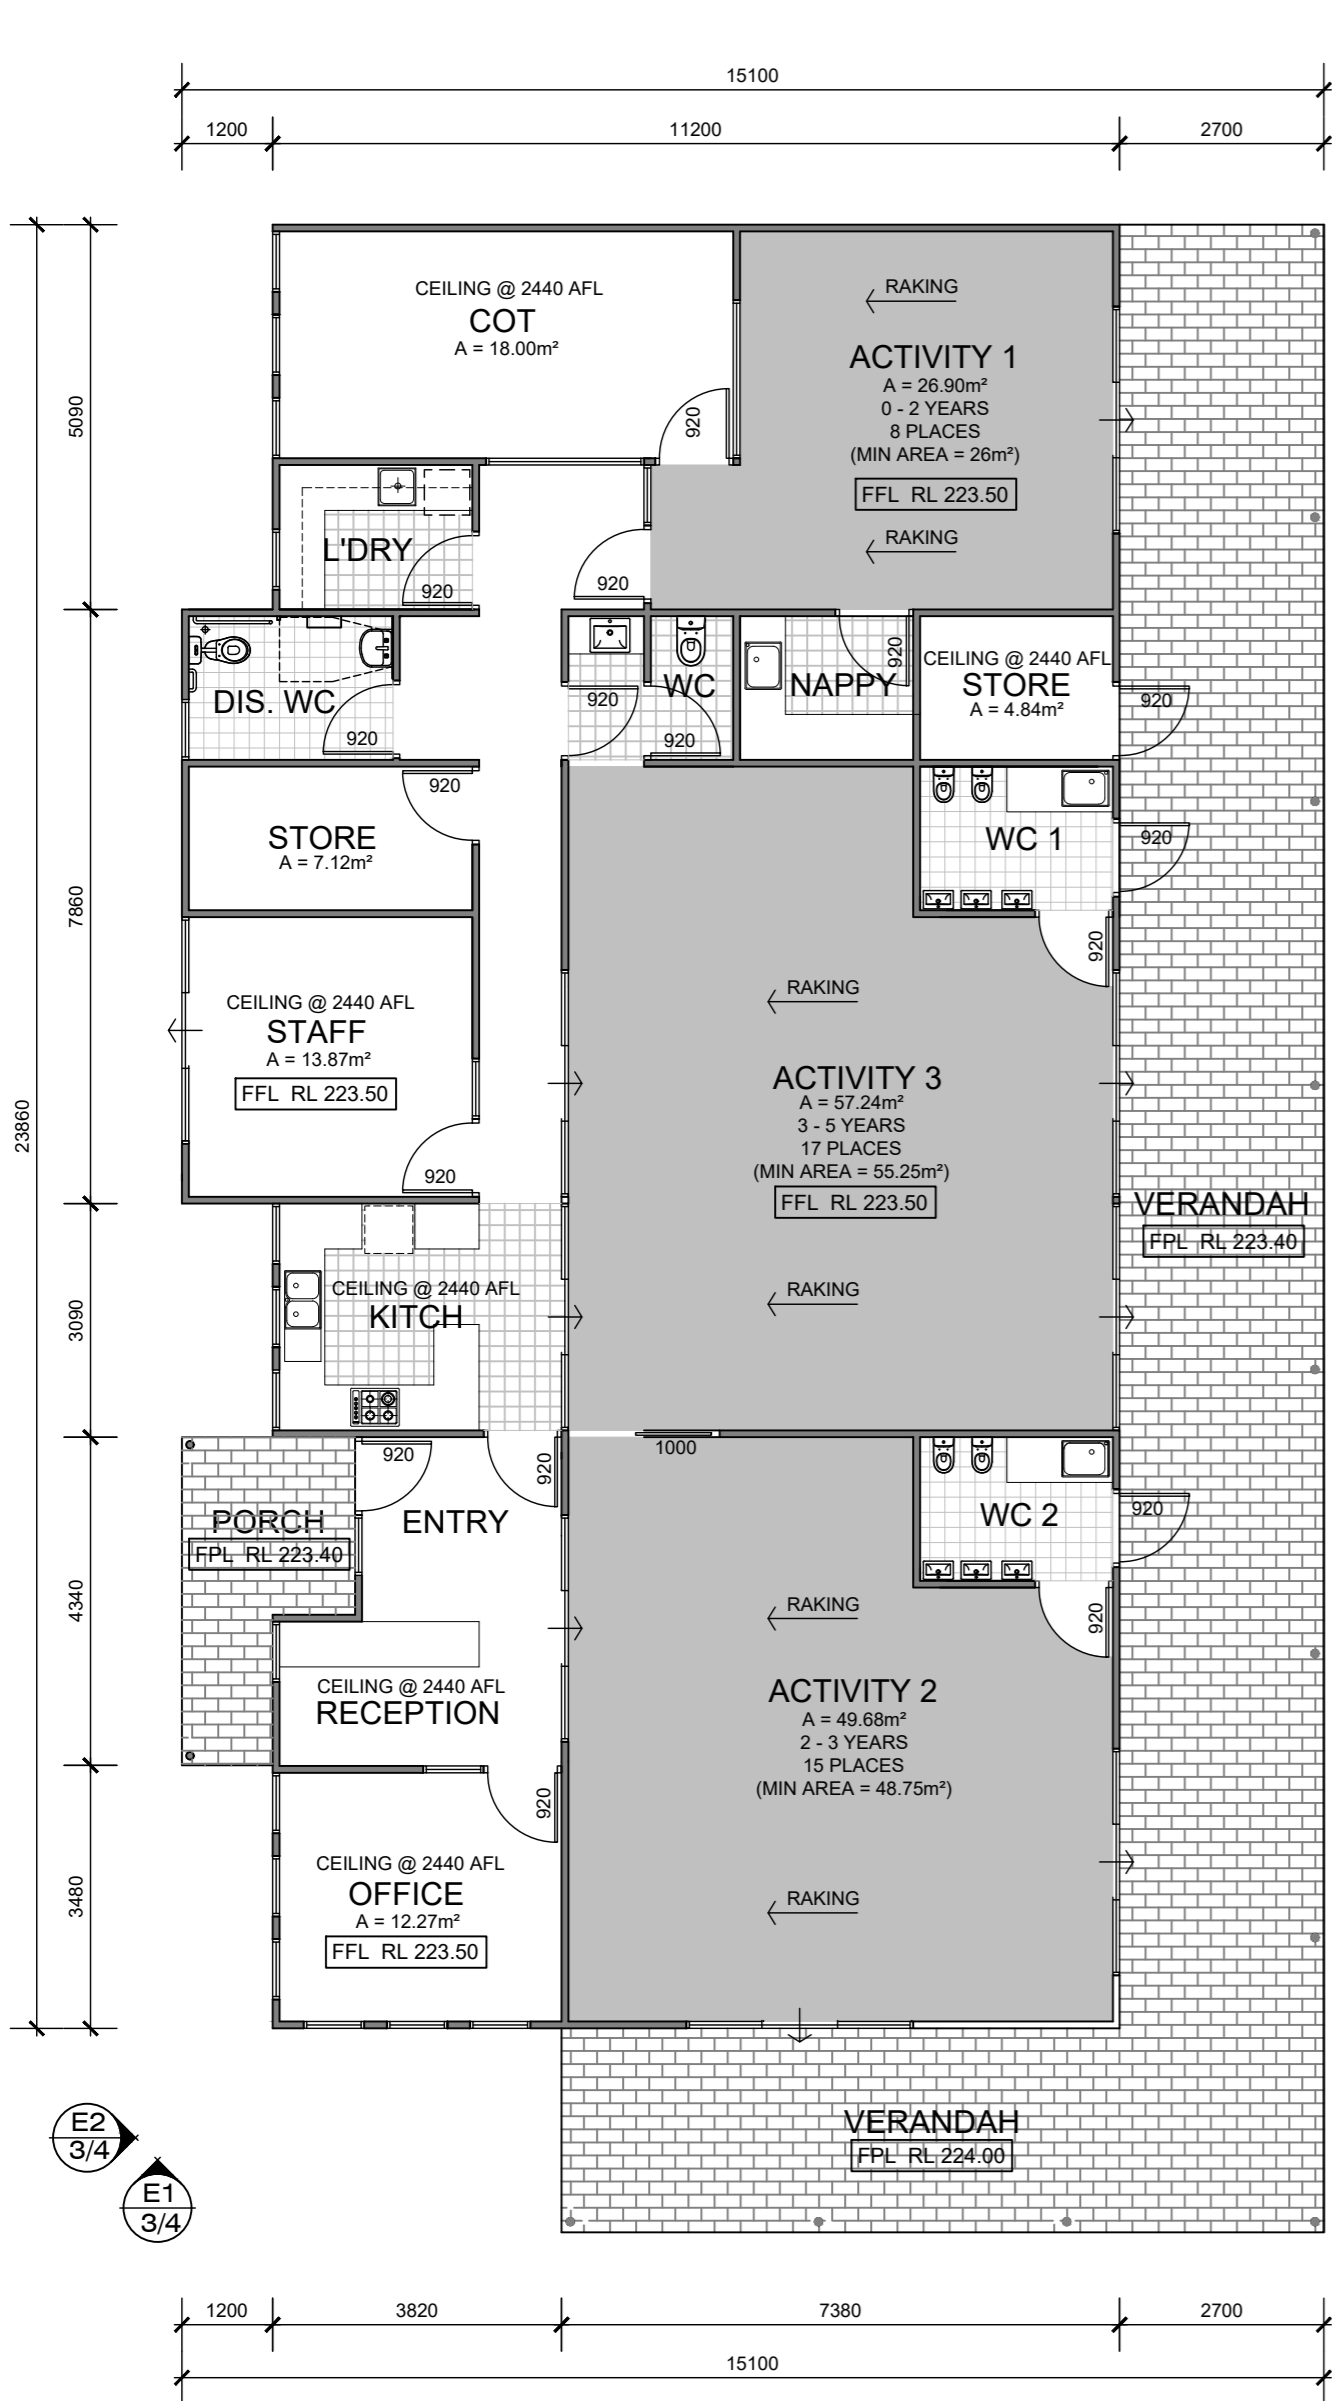 15100
1200
11200
2700
CEILING @ 2440 AFL
COT
A = 18.00m²
RAKING
ACTIVITY 1
A = 26.90m²
0 - 2 YEARS
8 PLACES
(MIN AREA = 26m²)
FFL RL 223.50
RAKING
920
5090
L'DRY
920
920
DIS. WC
920
920
WC
920
NAPPY
920
CEILING @ 2440 AFL
STORE
A = 4.84m²
920
920
STORE
A = 7.12m²
WC 1
920
920
7860
CEILING @ 2440 AFL
STAFF
A = 13.87m²
FFL RL 223.50
920
RAKING
ACTIVITY 3
A = 57.24m²
3 - 5 YEARS
17 PLACES
(MIN AREA = 55.25m²)
FFL RL 223.50
RAKING
23860
VERANDAH
FPL RL 223.40
3090
CEILING @ 2440 AFL
KITCH
920
920
1000
PORCH
FPL RL 223.40
ENTRY
WC 2
920
920
4340
CEILING @ 2440 AFL
RECEPTION
RAKING
ACTIVITY 2
A = 49.68m²
2 - 3 YEARS
15 PLACES
(MIN AREA = 48.75m²)
RAKING
920
3480
CEILING @ 2440 AFL
OFFICE
A = 12.27m²
FFL RL 223.50
VERANDAH
FPL RL 224.00
E2
3/4
E1
3/4
1200
3820
7380
2700
15100